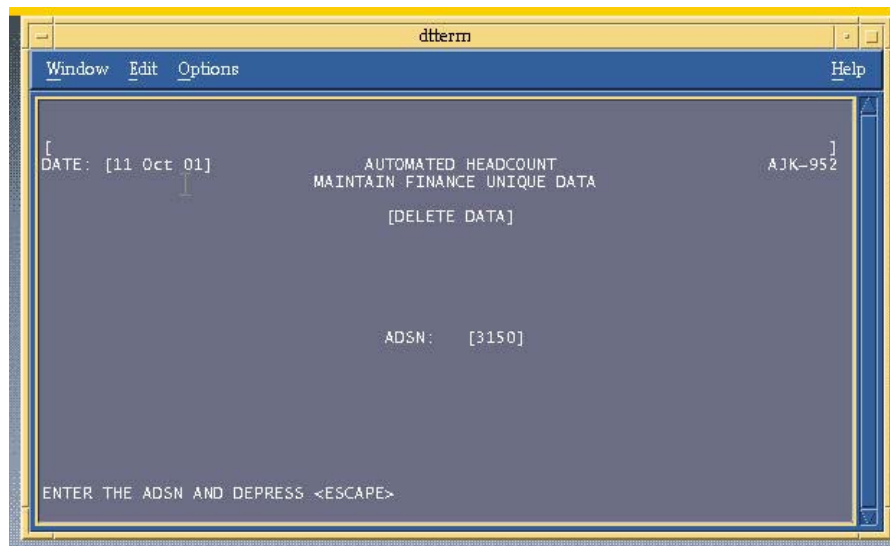 dtterm
Window Edit Options Help
[ ]
DATE: [11 Oct 01] AUTOMATED HEADCOUNT AJK-952
MAINTAIN FINANCE UNIQUE DATA
[DELETE DATA]
ADSN: [3150]
ENTER THE ADSN AND DEPRESS <ESCAPE>